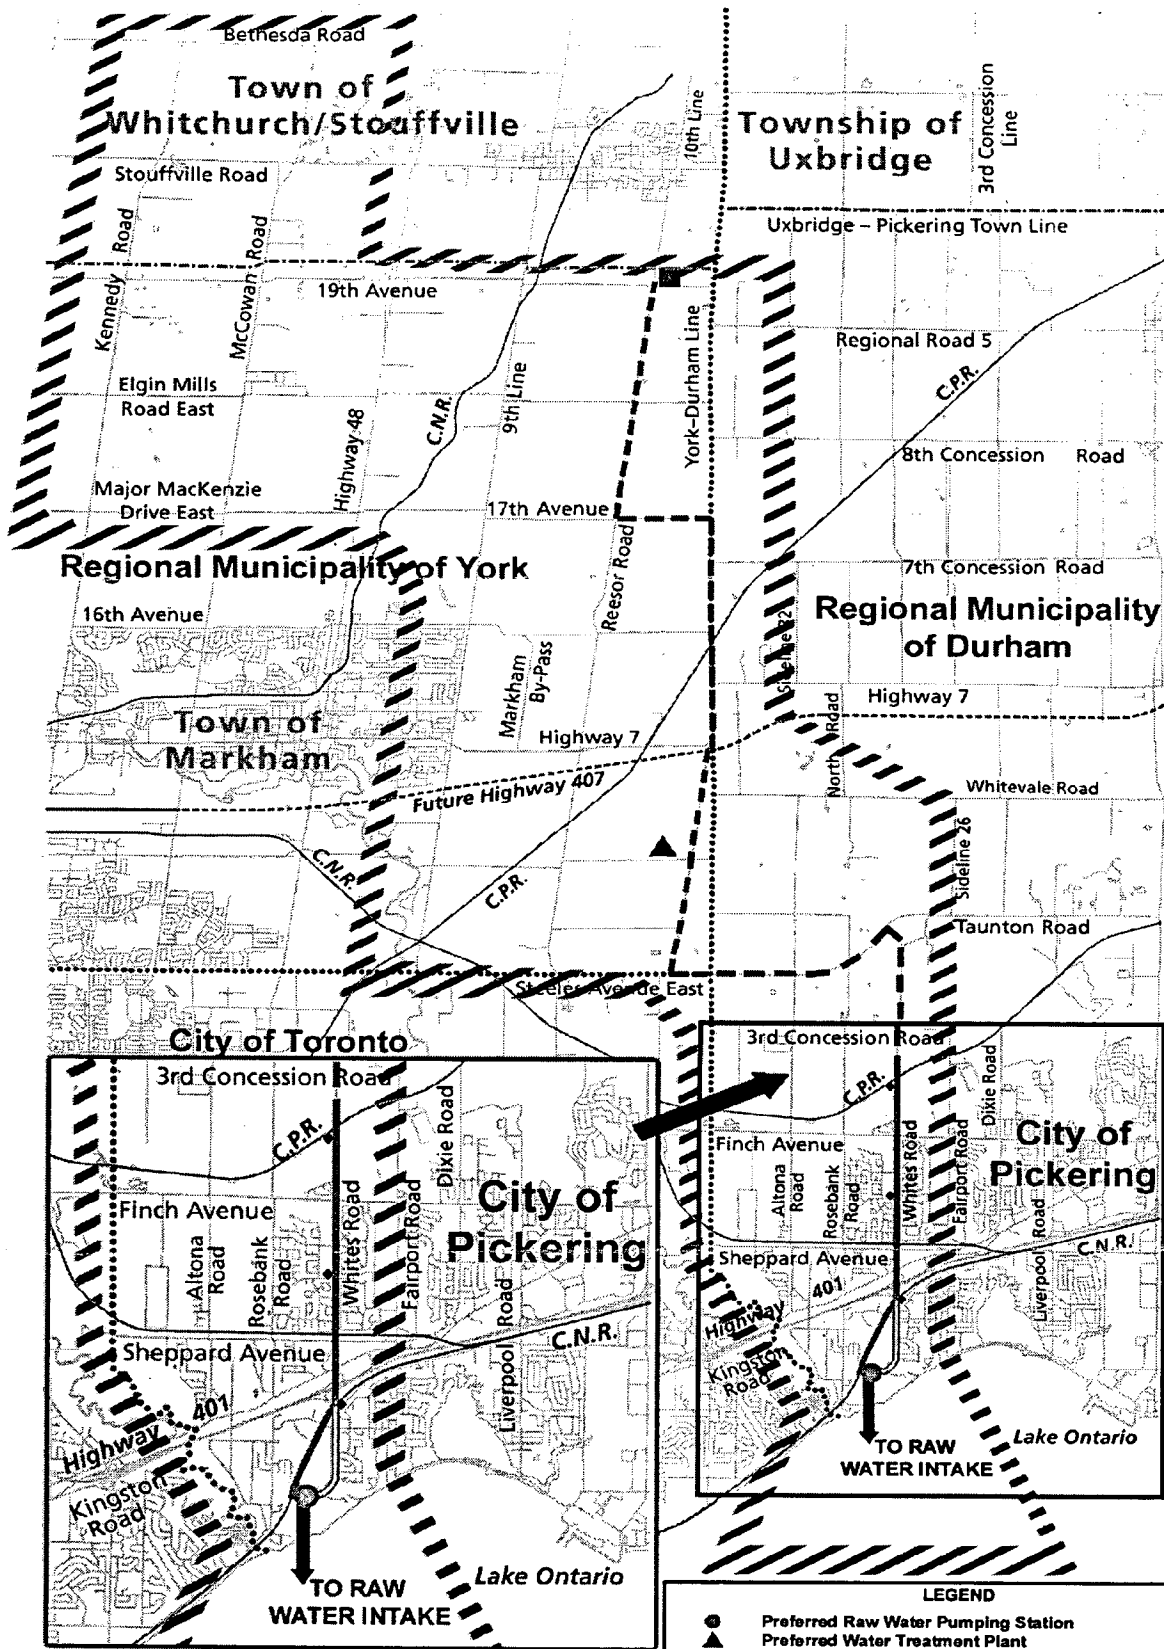 Bethesda Road
Town of
Whitchurch/Stouffville
10th Line
Township of
Uxbridge
3rd Concession
Line
Stouffville Road
Kennedy Road
McCowan Road
Uxbridge – Pickering Town Line
19th Avenue
Regional Road 5
C.P.R.
Elgin Mills
Road East
Highway 48
C.N.R.
9th Line
York–Durham Line
8th Concession Road
Major MacKenzie
Drive East
17th Avenue
Reesor Road
7th Concession Road
Regional Municipality of York
16th Avenue
Regional Municipality
of Durham
Sideline 32
Markham
By-Pass
Highway 7
Highway 7
North Road
Town of
Markham
Future Highway 407
Whitevale Road
Sideline 26
C.N.R.
C.P.R.
Taunton Road
Steeles Avenue East
City of Toronto
3rd Concession Road
C.P.R.
Dixie Road
Finch Avenue
Altona
Road
Rosebank
Road
Whites Road
Fairport Road
City of
Pickering
Liverpool Road
C.N.R.
Sheppard Avenue
401
Highway
Kingston
Road
TO RAW
WATER INTAKE
Lake Ontario
3rd Concession Road
C.P.R.
Dixie Road
Finch Avenue
Altona
Road
Rosebank
Road
Whites Road
Fairport Road
City of
Pickering
Liverpool Road
C.N.R.
Sheppard Avenue
401
Highway
Kingston
Road
TO RAW
WATER INTAKE
Lake Ontario
LEGEND
Preferred Raw Water Pumping Station
Preferred Water Treatment Plant